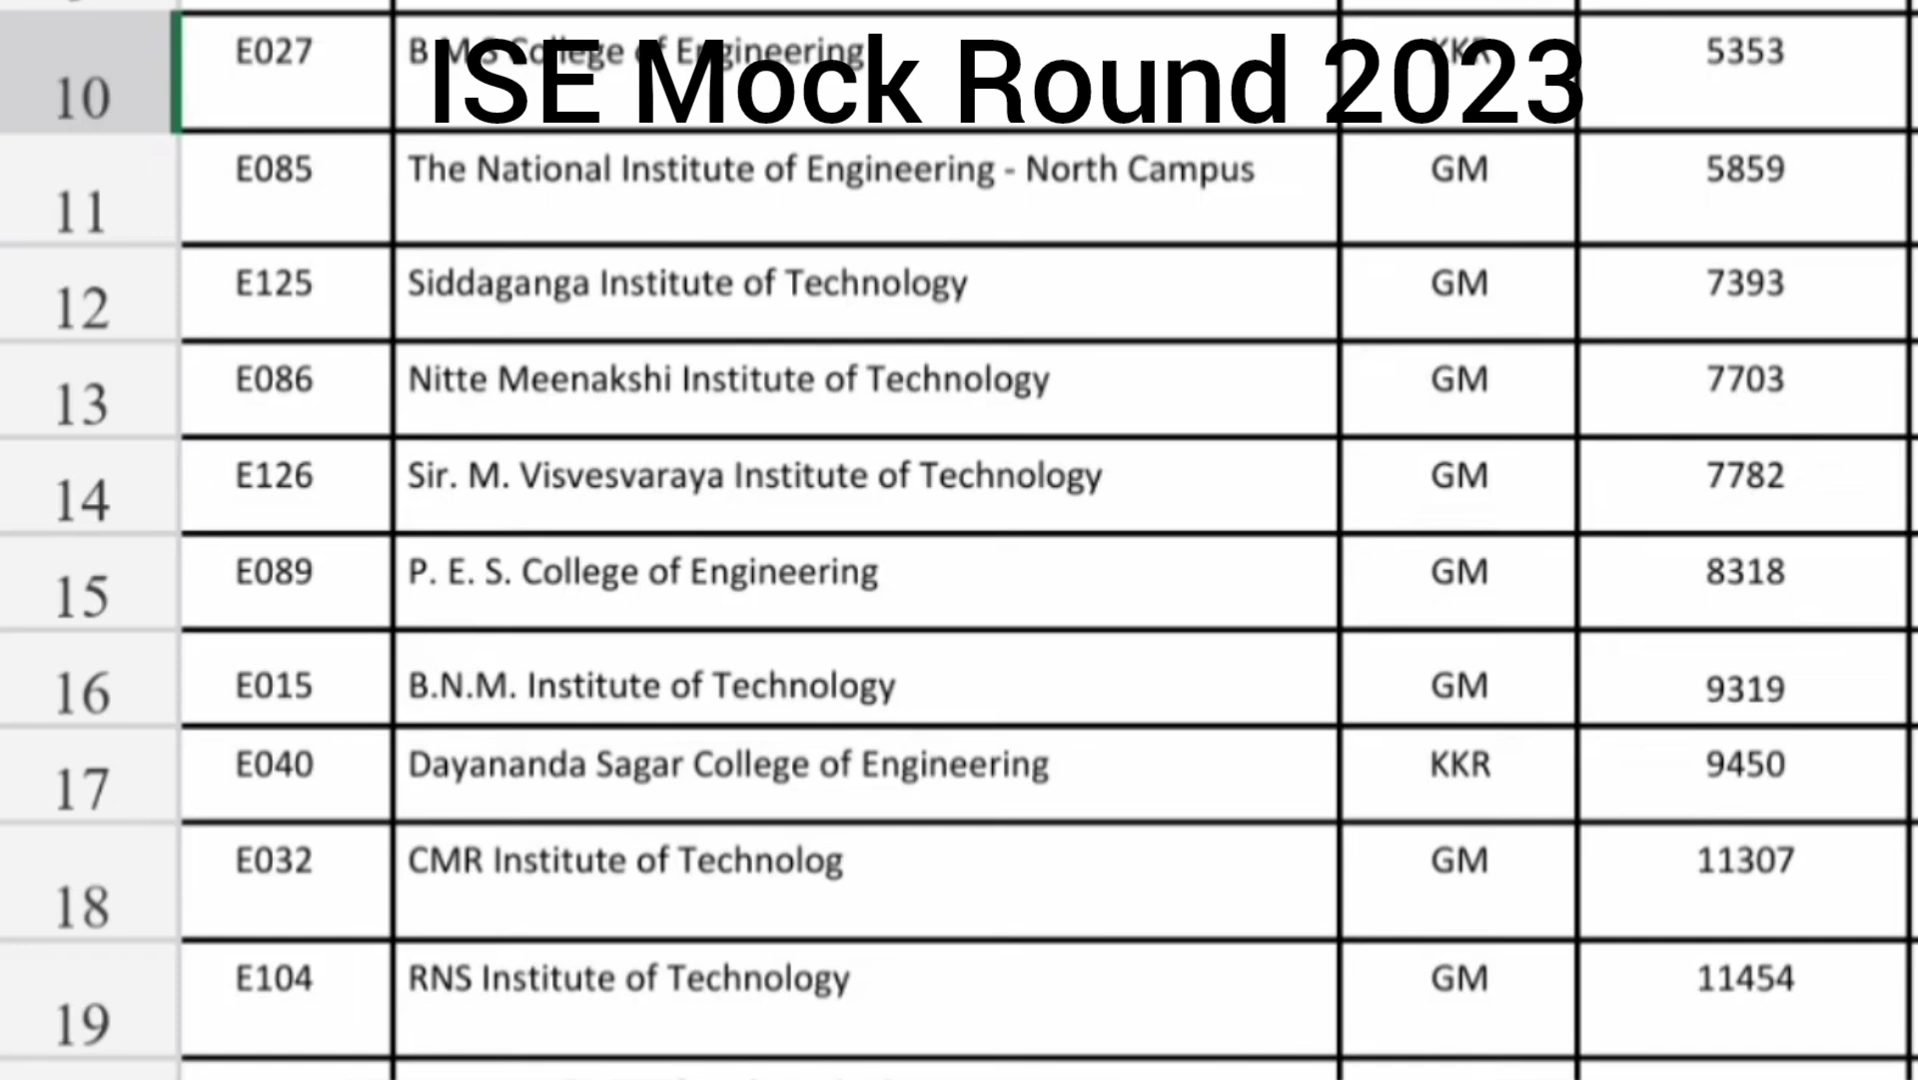 ISE Mock Round 2023
10 E027 B M S College of Engineering KKR 5353
11 E085 The National Institute of Engineering - North Campus GM 5859
12 E125 Siddaganga Institute of Technology GM 7393
13 E086 Nitte Meenakshi Institute of Technology GM 7703
14 E126 Sir. M. Visvesvaraya Institute of Technology GM 7782
15 E089 P. E. S. College of Engineering GM 8318
16 E015 B.N.M. Institute of Technology GM 9319
17 E040 Dayananda Sagar College of Engineering KKR 9450
18 E032 CMR Institute of Technolog GM 11307
19 E104 RNS Institute of Technology GM 11454